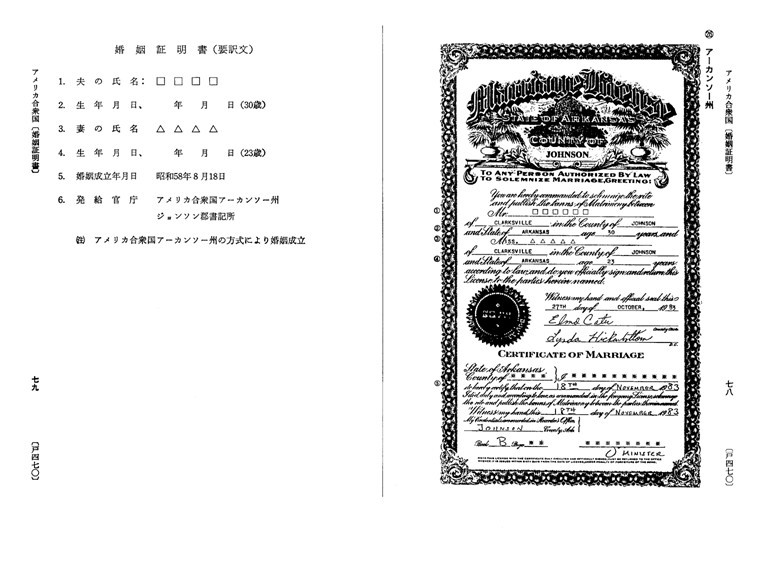 ㉕ アーカンソー州
アメリカ合衆国〔婚姻証明書〕
七八
〔戸四七〇〕
Marriage License
STATE OF ARKANSAS
COUNTY OF
JOHNSON
TO ANY PERSON AUTHORIZED BY LAW
TO SOLEMNIZE MARRIAGE, GREETING:
You are hereby commanded to solemnize the rite
and publish the banns of Matrimony between
① Mr. □ □ □ □ □ □
of CLARKSVILLE in the County of JOHNSON
② and State of ARKANSAS age 30 years and
③ Miss. △ △ △ △ △
of CLARKSVILLE in the County of JOHNSON
④ and State of ARKANSAS age 23 years
according to law, and do you officially sign and return this
License to the parties herein named.
Witness my hand and official seal this
27TH day of OCTOBER, 1983
County Clerk
D.C.
CERTIFICATE OF MARRIAGE
State of Arkansas
County of
⑤ do hereby certify that on the 18TH day of NOVEMBER 1983
I did duly and according to law, as commanded in the foregoing License, solemnize
the rite and publish the banns of Matrimony between the parties therein named.
Witness my hand this 18TH day of NOVEMBER 1983
My Credentials are recorded in Recorder's Office,
JOHNSON County, Ark.
Book B Page
MINISTER
婚姻証明書(要訳文)
1. 夫の氏名: □ □ □ □
2. 生年月日、 年 月 日(30歳)
3. 妻の氏名 △ △ △ △
4. 生年月日、 年 月 日(23歳)
5. 婚姻成立年月日 昭和58年8月18日
6. 発給官庁 アメリカ合衆国アーカンソー州
ジョンソン郡書記所
㊟ アメリカ合衆国アーカンソー州の方式により婚姻成立
アメリカ合衆国〔婚姻証明書〕
七九
〔戸四七〇〕